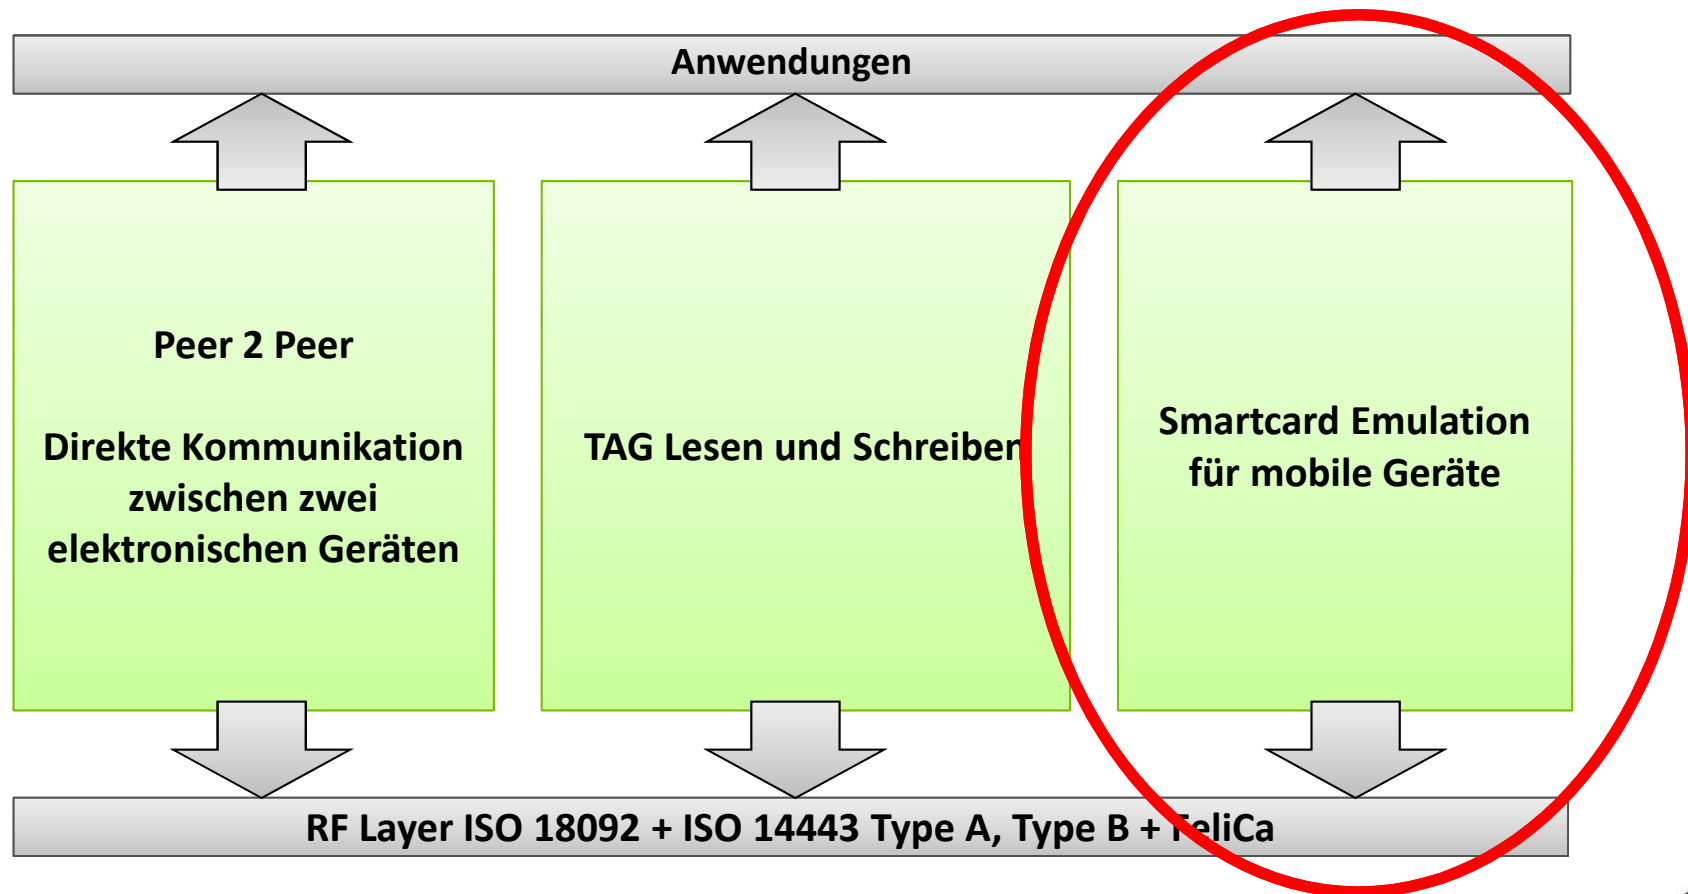 Anwendungen
Peer 2 Peer
Direkte Kommunikation
zwischen zwei
elektronischen Geräten
TAG Lesen und Schreiben
Smartcard Emulation
für mobile Geräte
RF Layer ISO 18092 + ISO 14443 Type A, Type B + FeliCa